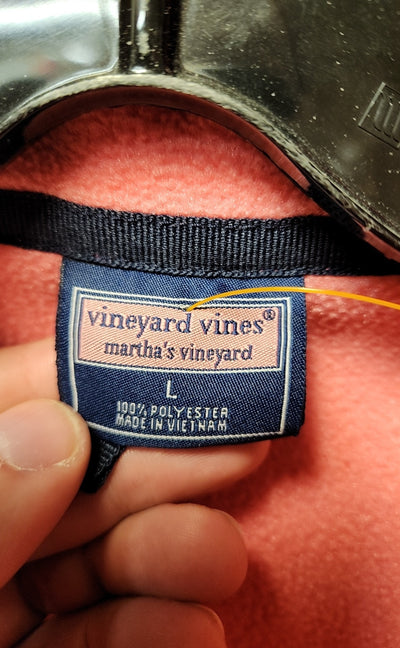 vineyard vines®
martha's vineyard
L
100% POLYESTER
MADE IN VIETNAM